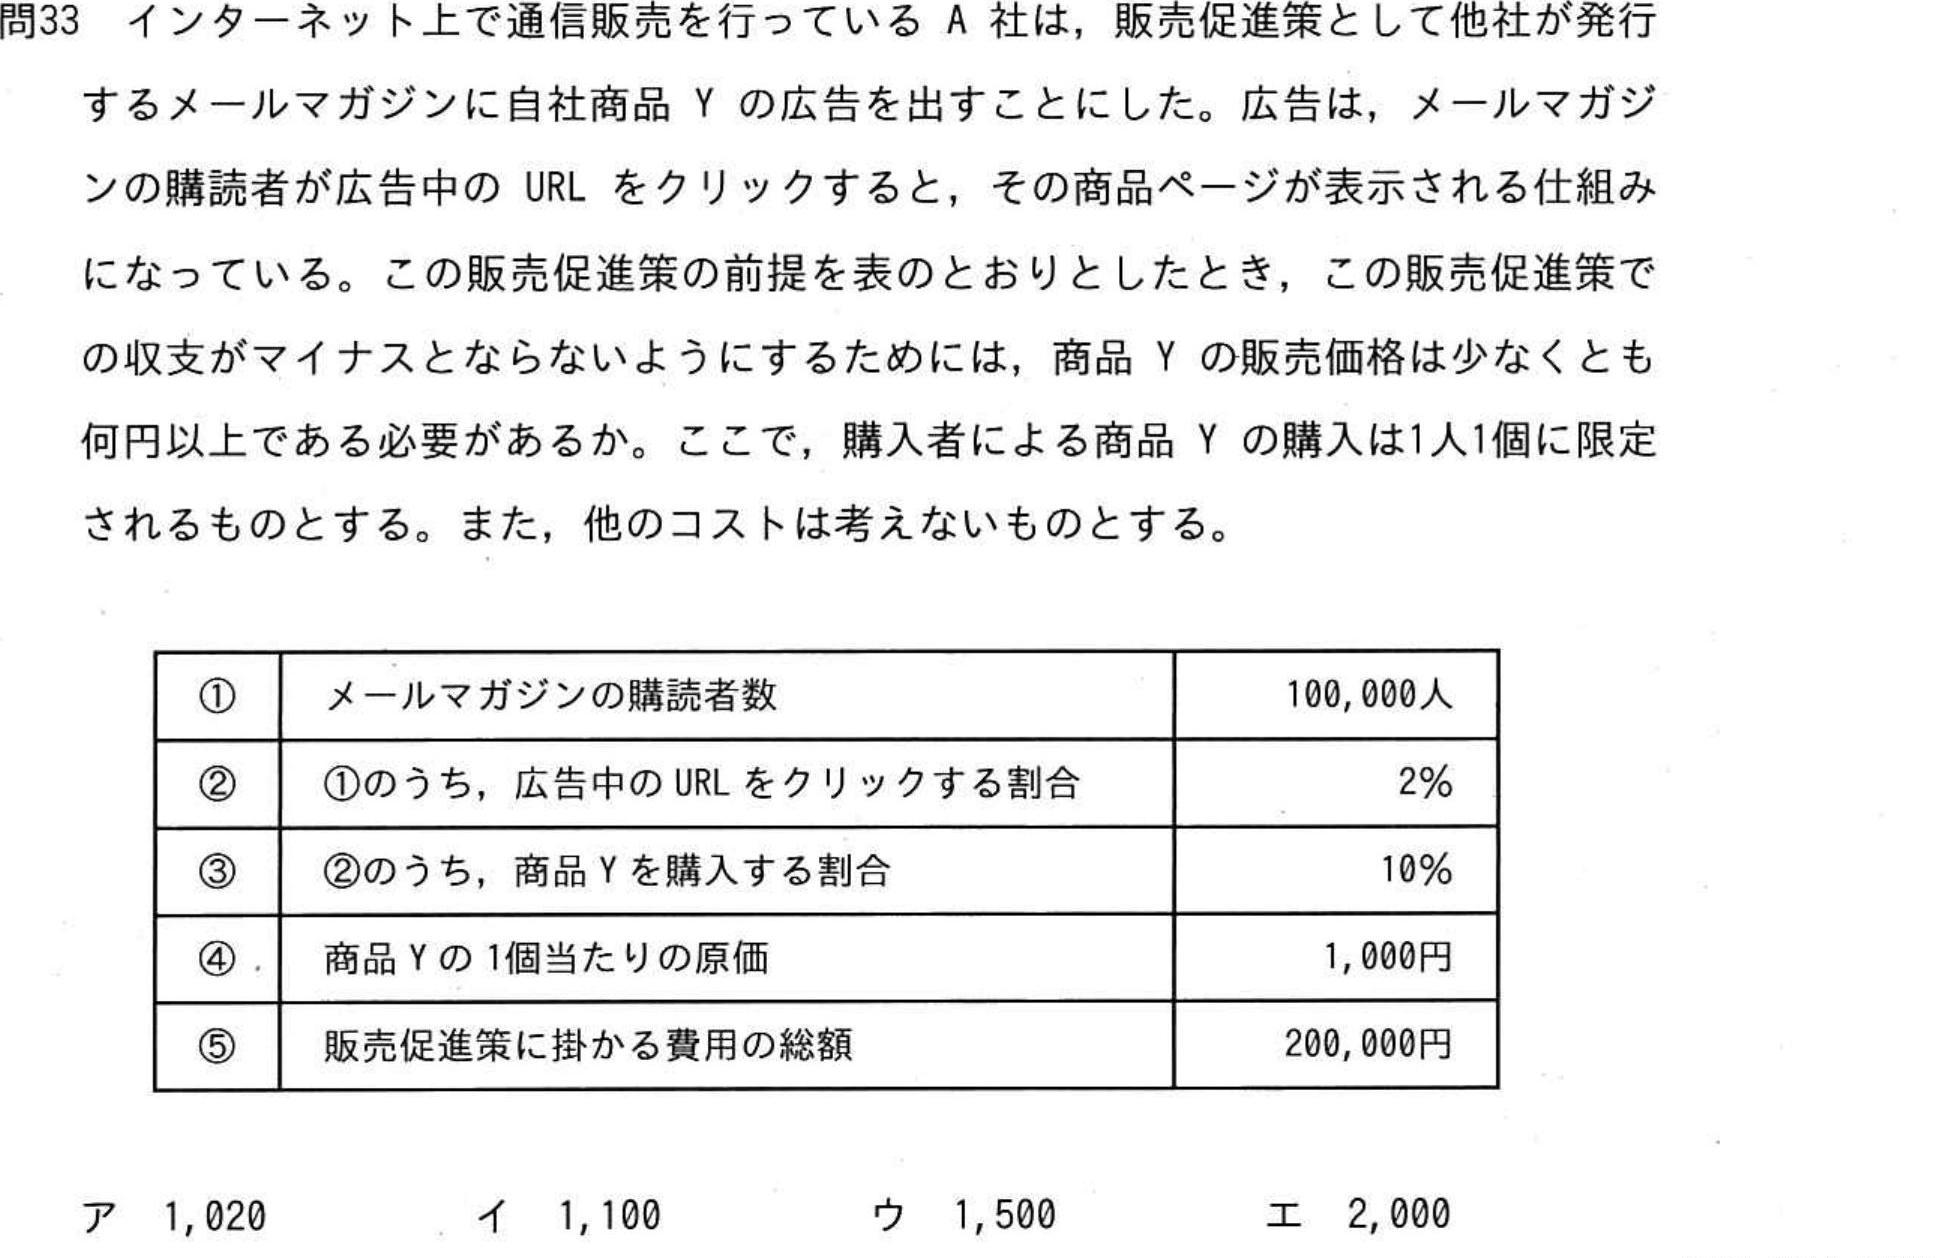 問33 インターネット上で通信販売を行っている A 社は，販売促進策として他社が発行
するメールマガジンに自社商品 Y の広告を出すことにした。広告は，メールマガジ
ンの購読者が広告中の URL をクリックすると，その商品ページが表示される仕組み
になっている。この販売促進策の前提を表のとおりとしたとき，この販売促進策で
の収支がマイナスとならないようにするためには，商品 Y の販売価格は少なくとも
何円以上である必要があるか。ここで，購入者による商品 Y の購入は1人1個に限定
されるものとする。また，他のコストは考えないものとする。
① メールマガジンの購読者数 100,000人
② ①のうち，広告中の URL をクリックする割合 2%
③ ②のうち，商品 Y を購入する割合 10%
④ 商品 Y の 1個当たりの原価 1,000円
⑤ 販売促進策に掛かる費用の総額 200,000円
ア 1,020 イ 1,100 ウ 1,500 エ 2,000